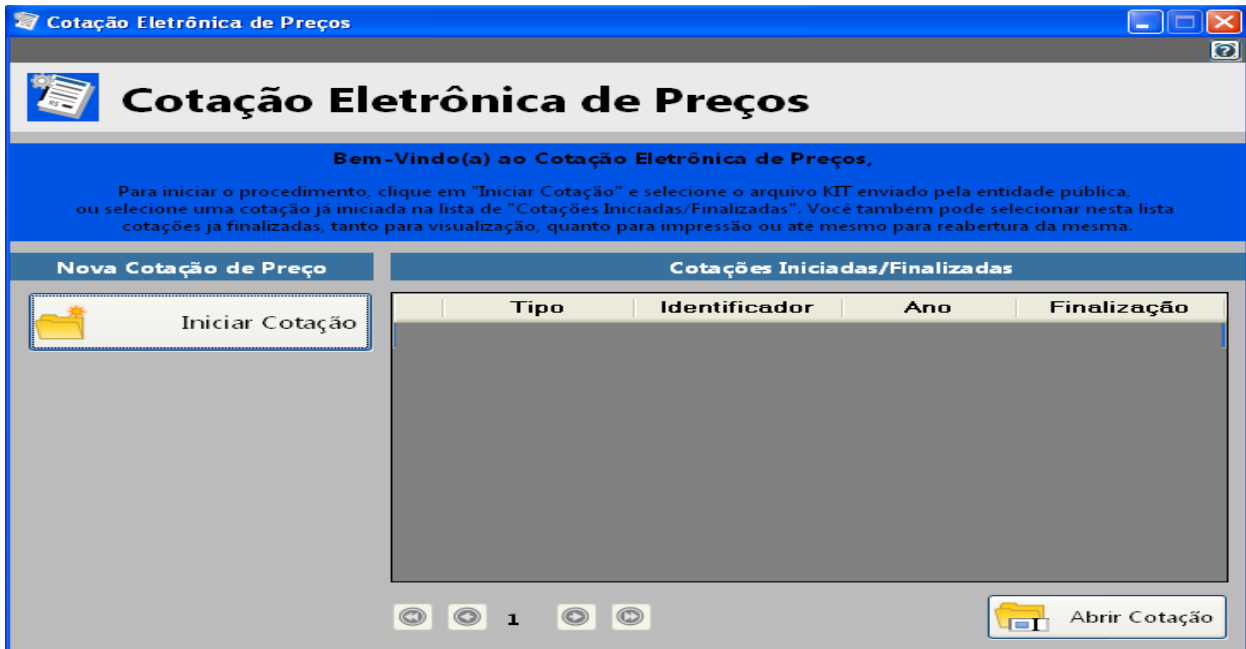 Cotação Eletrônica de Preços
Cotação Eletrônica de Preços
Bem-Vindo(a) ao Cotação Eletrônica de Preços,
Para iniciar o procedimento, clique em "Iniciar Cotação" e selecione o arquivo KIT enviado pela entidade pública,
ou selecione uma cotação já iniciada na lista de "Cotações Iniciadas/Finalizadas". Você também pode selecionar nesta lista
cotações já finalizadas, tanto para visualização, quanto para impressão ou até mesmo para reabertura da mesma.
Nova Cotação de Preço
Iniciar Cotação
Cotações Iniciadas/Finalizadas
Tipo Identificador Ano Finalização
1
Abrir Cotação